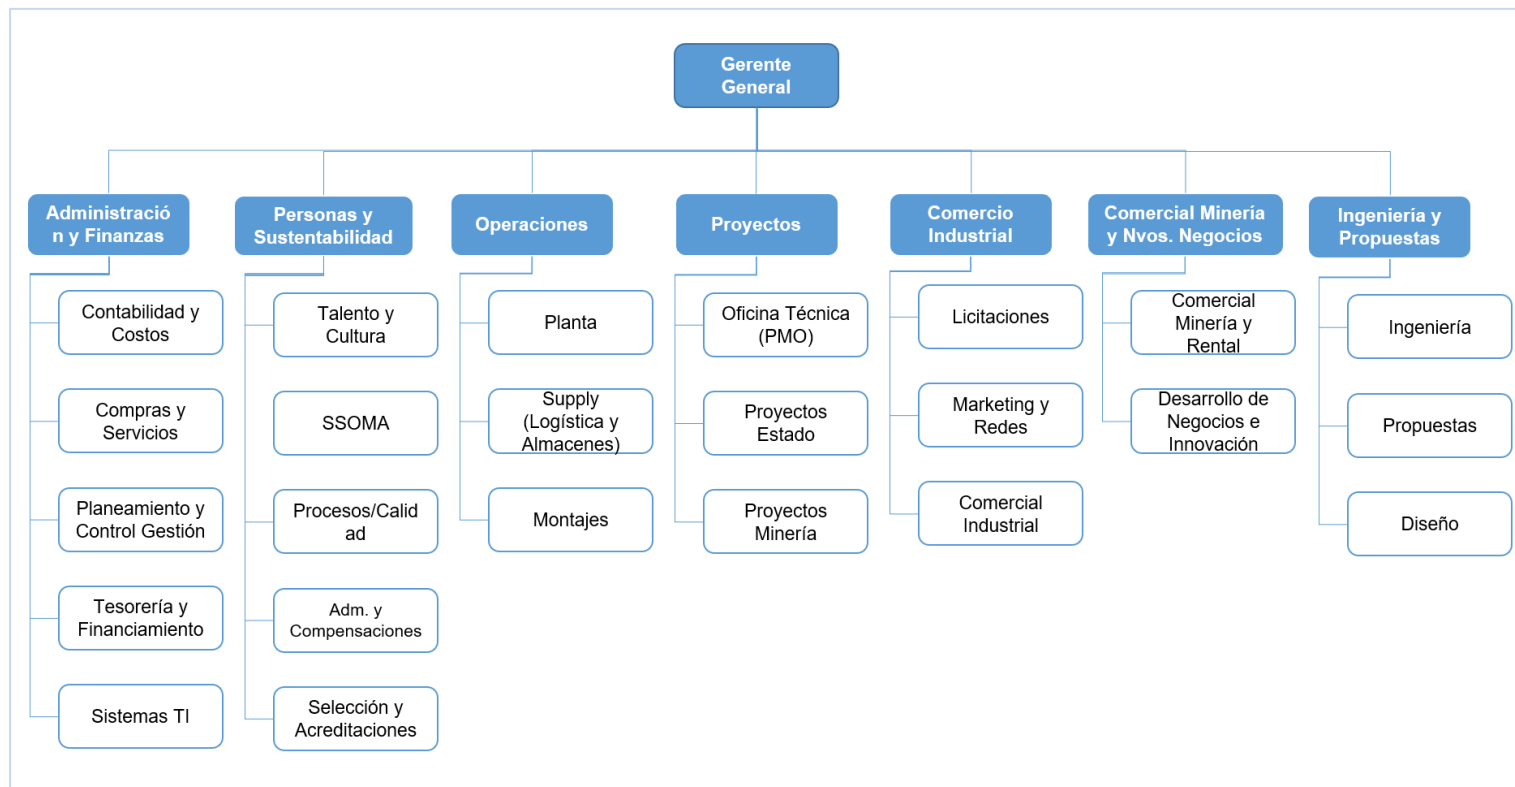 Gerente
General
Administració
n y Finanzas
Personas y
Sustentabilidad
Operaciones
Proyectos
Comercio
Industrial
Comercial Minería
y Nvos. Negocios
Ingeniería y
Propuestas
Contabilidad y
Costos
Compras y
Servicios
Planeamiento y
Control Gestión
Tesorería y
Financiamiento
Sistemas TI
Talento y
Cultura
SSOMA
Procesos/Calid
ad
Adm. y
Compensaciones
Selección y
Acreditaciones
Planta
Supply
(Logística y
Almacenes)
Montajes
Oficina Técnica
(PMO)
Proyectos
Estado
Proyectos
Minería
Licitaciones
Marketing y
Redes
Comercial
Industrial
Comercial
Minería y
Rental
Desarrollo de
Negocios e
Innovación
Ingeniería
Propuestas
Diseño